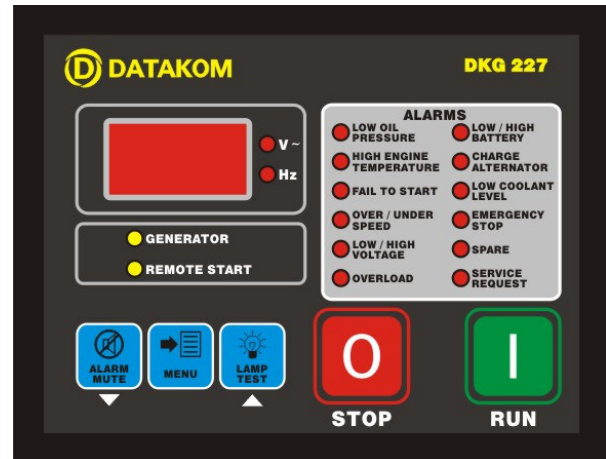 D DATAKOM
DKG 227
V ~
Hz
GENERATOR
REMOTE START
ALARMS
LOW OIL
PRESSURE
HIGH ENGINE
TEMPERATURE
FAIL TO START
OVER / UNDER
SPEED
LOW / HIGH
VOLTAGE
OVERLOAD
LOW / HIGH
BATTERY
CHARGE
ALTERNATOR
LOW COOLANT
LEVEL
EMERGENCY
STOP
SPARE
SERVICE
REQUEST
ALARM
MUTE
MENU
LAMP
TEST
O
STOP
I
RUN